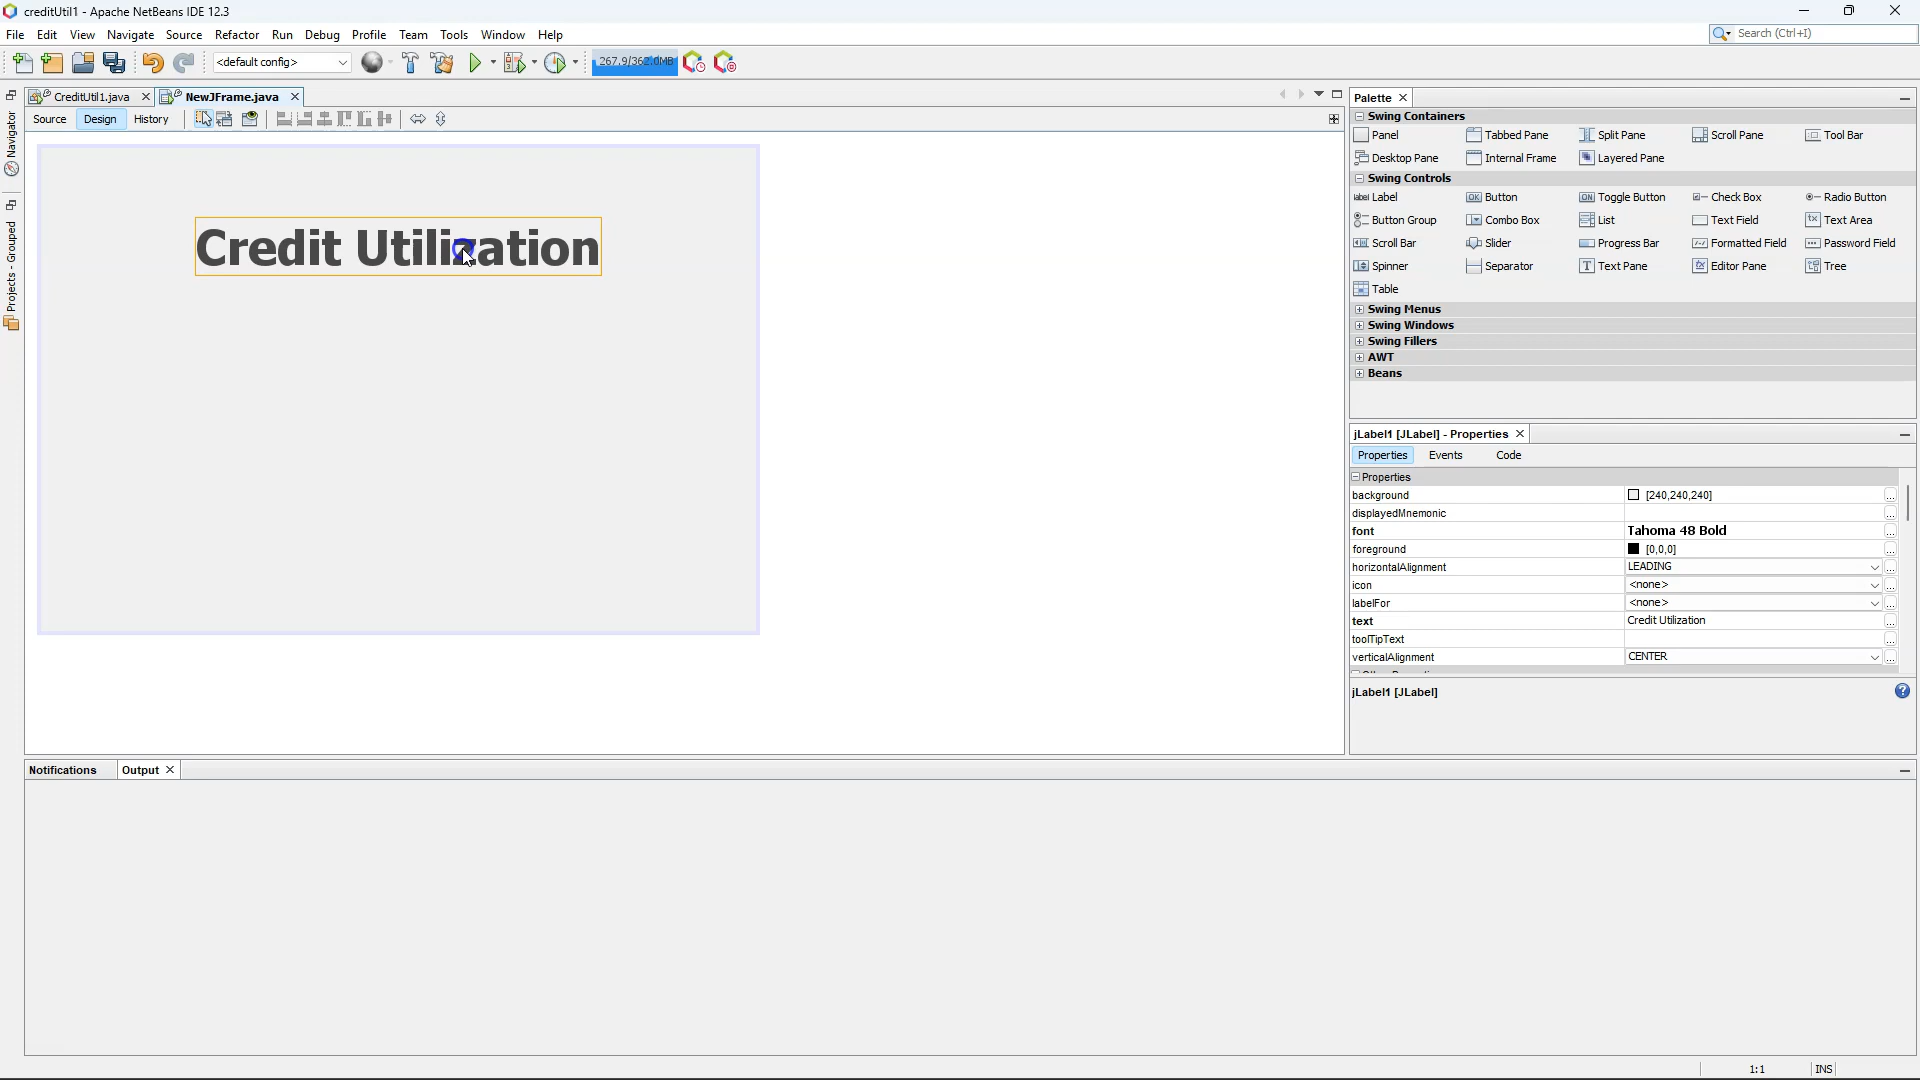 creditUtil1 - Apache NetBeans IDE 12.3
File Edit View Navigate Source Refactor Run Debug Profile Team Tools Window Help
Search (Ctrl+I)
<default config>
267.9/362.0MB
CreditUtil1.java
NewJFrame.java
Source Design History
Navigator
Projects - Grouped
Credit Utilization
Palette
Swing Containers
Panel Tabbed Pane Split Pane Scroll Pane Tool Bar
Desktop Pane Internal Frame Layered Pane
Swing Controls
Label Button Toggle Button Check Box Radio Button
Button Group Combo Box List Text Field Text Area
Scroll Bar Slider Progress Bar Formatted Field Password Field
Spinner Separator Text Pane Editor Pane Tree
Table
Swing Menus
Swing Windows
Swing Fillers
AWT
Beans
jLabel1 [JLabel] - Properties
Properties Events Code
Properties
background [240,240,240]
displayedMnemonic
font Tahoma 48 Bold
foreground [0,0,0]
horizontalAlignment LEADING
icon <none>
labelFor <none>
text Credit Utilization
toolTipText
verticalAlignment CENTER
jLabel1 [JLabel]
Notifications Output
1:1 INS